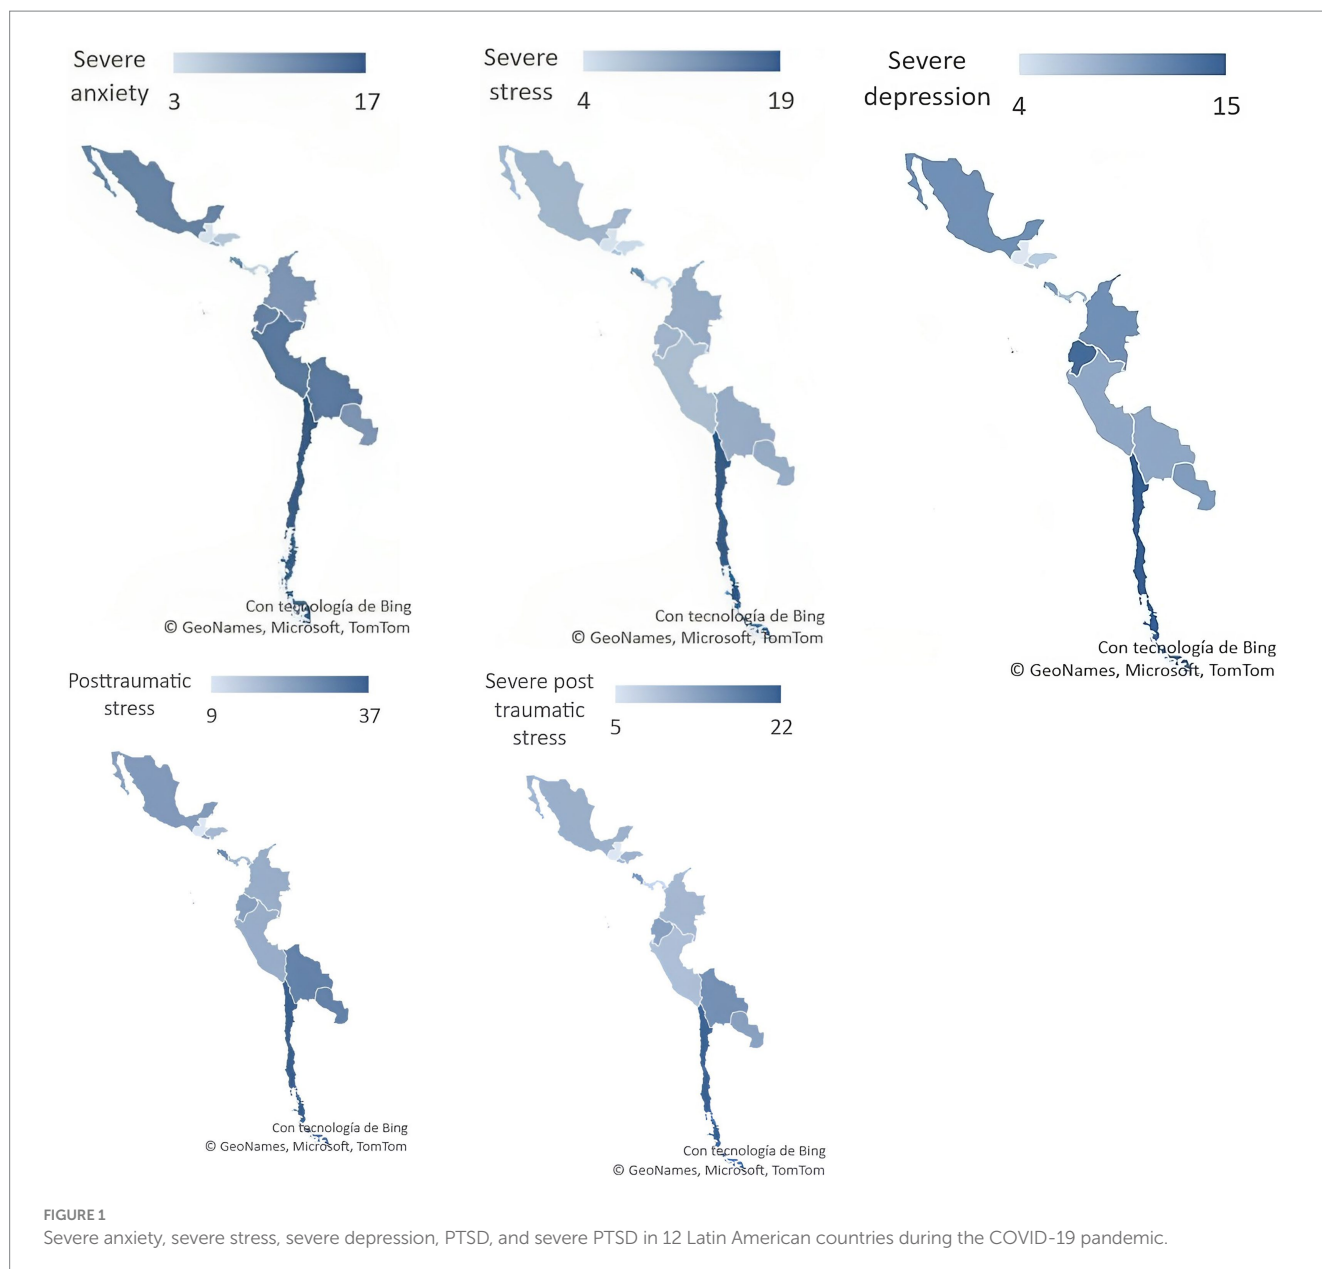 Severe
anxiety
3
17
Severe
stress
4
19
Severe
depression
4
15
Con tecnología de Bing
© GeoNames, Microsoft, TomTom
Con tecnología de Bing
© GeoNames, Microsoft, TomTom
Con tecnología de Bing
© GeoNames, Microsoft, TomTom
Posttraumatic
stress
9
37
Severe post
traumatic
stress
5
22
Con tecnología de Bing
© GeoNames, Microsoft, TomTom
Con tecnología de Bing
© GeoNames, Microsoft, TomTom
FIGURE 1
Severe anxiety, severe stress, severe depression, PTSD, and severe PTSD in 12 Latin American countries during the COVID-19 pandemic.